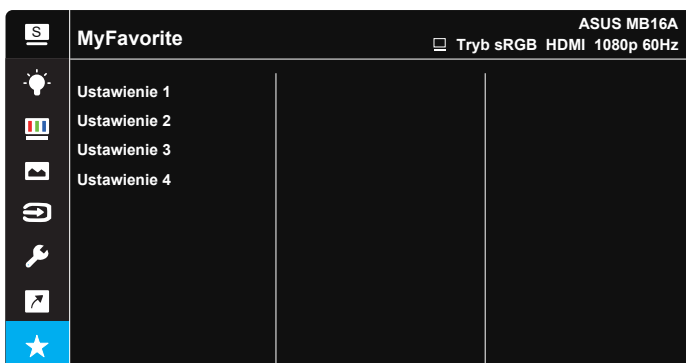 S
MyFavorite
ASUS MB16A
Tryb sRGB HDMI 1080p 60Hz
Ustawienie 1
Ustawienie 2
Ustawienie 3
Ustawienie 4